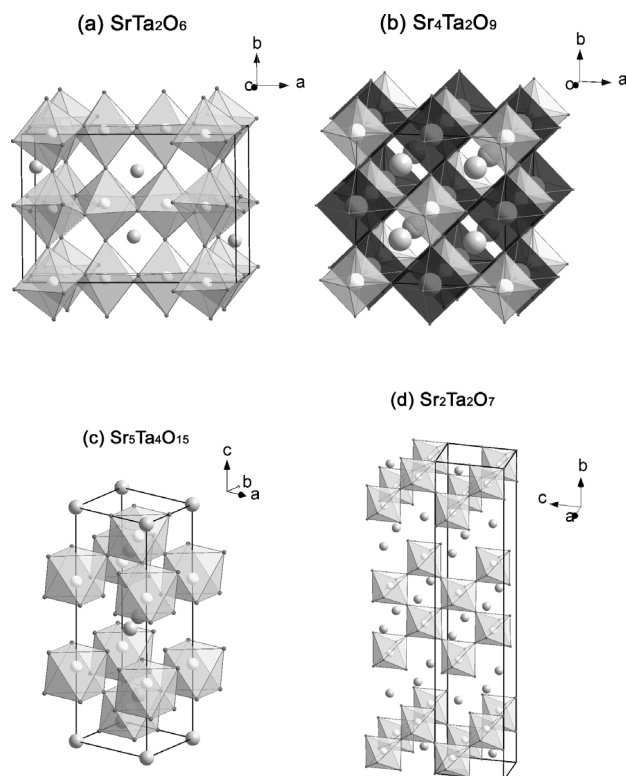 (a) SrTa₂O₆
b
o
a
(b) Sr₄Ta₂O₉
b
o
a
(c) Sr₅Ta₄O₁₅
c
b
a
(d) Sr₂Ta₂O₇
b
c
a